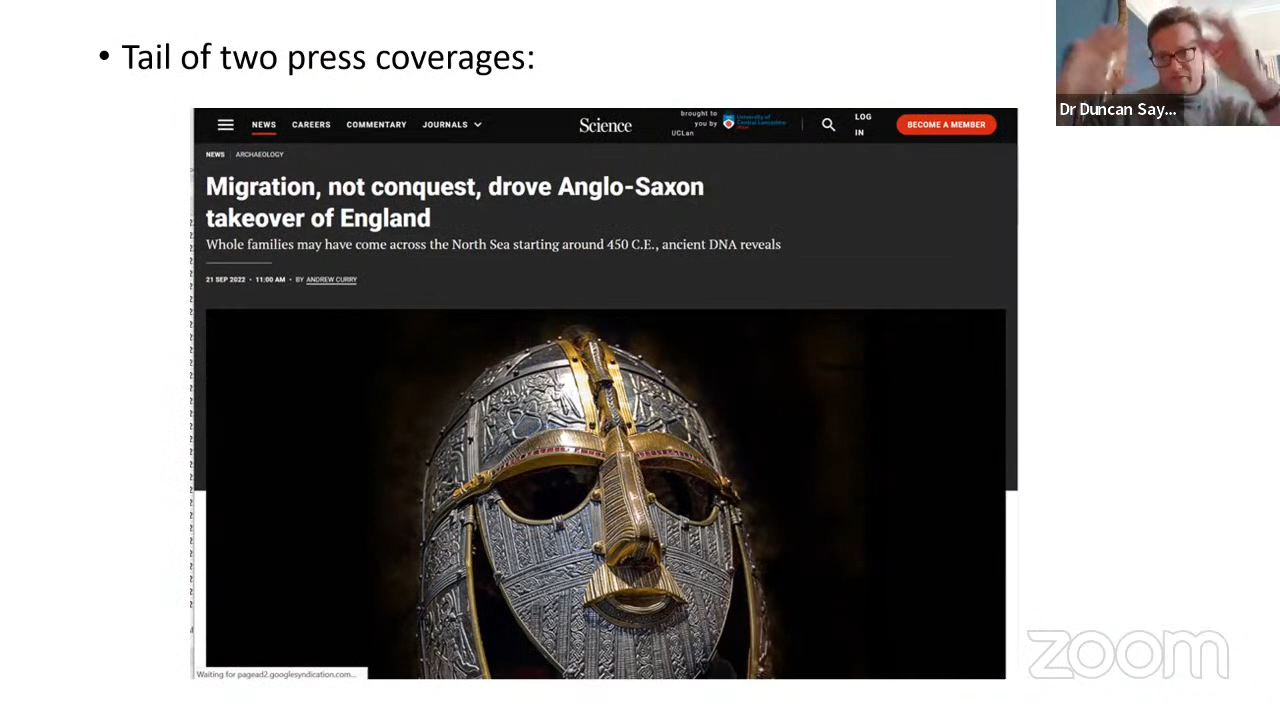 • Tail of two press coverages:
Dr Duncan Say...
NEWS CAREERS COMMENTARY JOURNALS
Science
brought to
you by
UCLan
University of
Central Lancashire
LOG
IN
BECOME A MEMBER
NEWS ARCHAEOLOGY
Migration, not conquest, drove Anglo-Saxon
takeover of England
Whole families may have come across the North Sea starting around 450 C.E., ancient DNA reveals
21 SEP 2022 • 11:00 AM • BY ANDREW CURRY
Waiting for pagead2.googlesyndication.com...
zoom